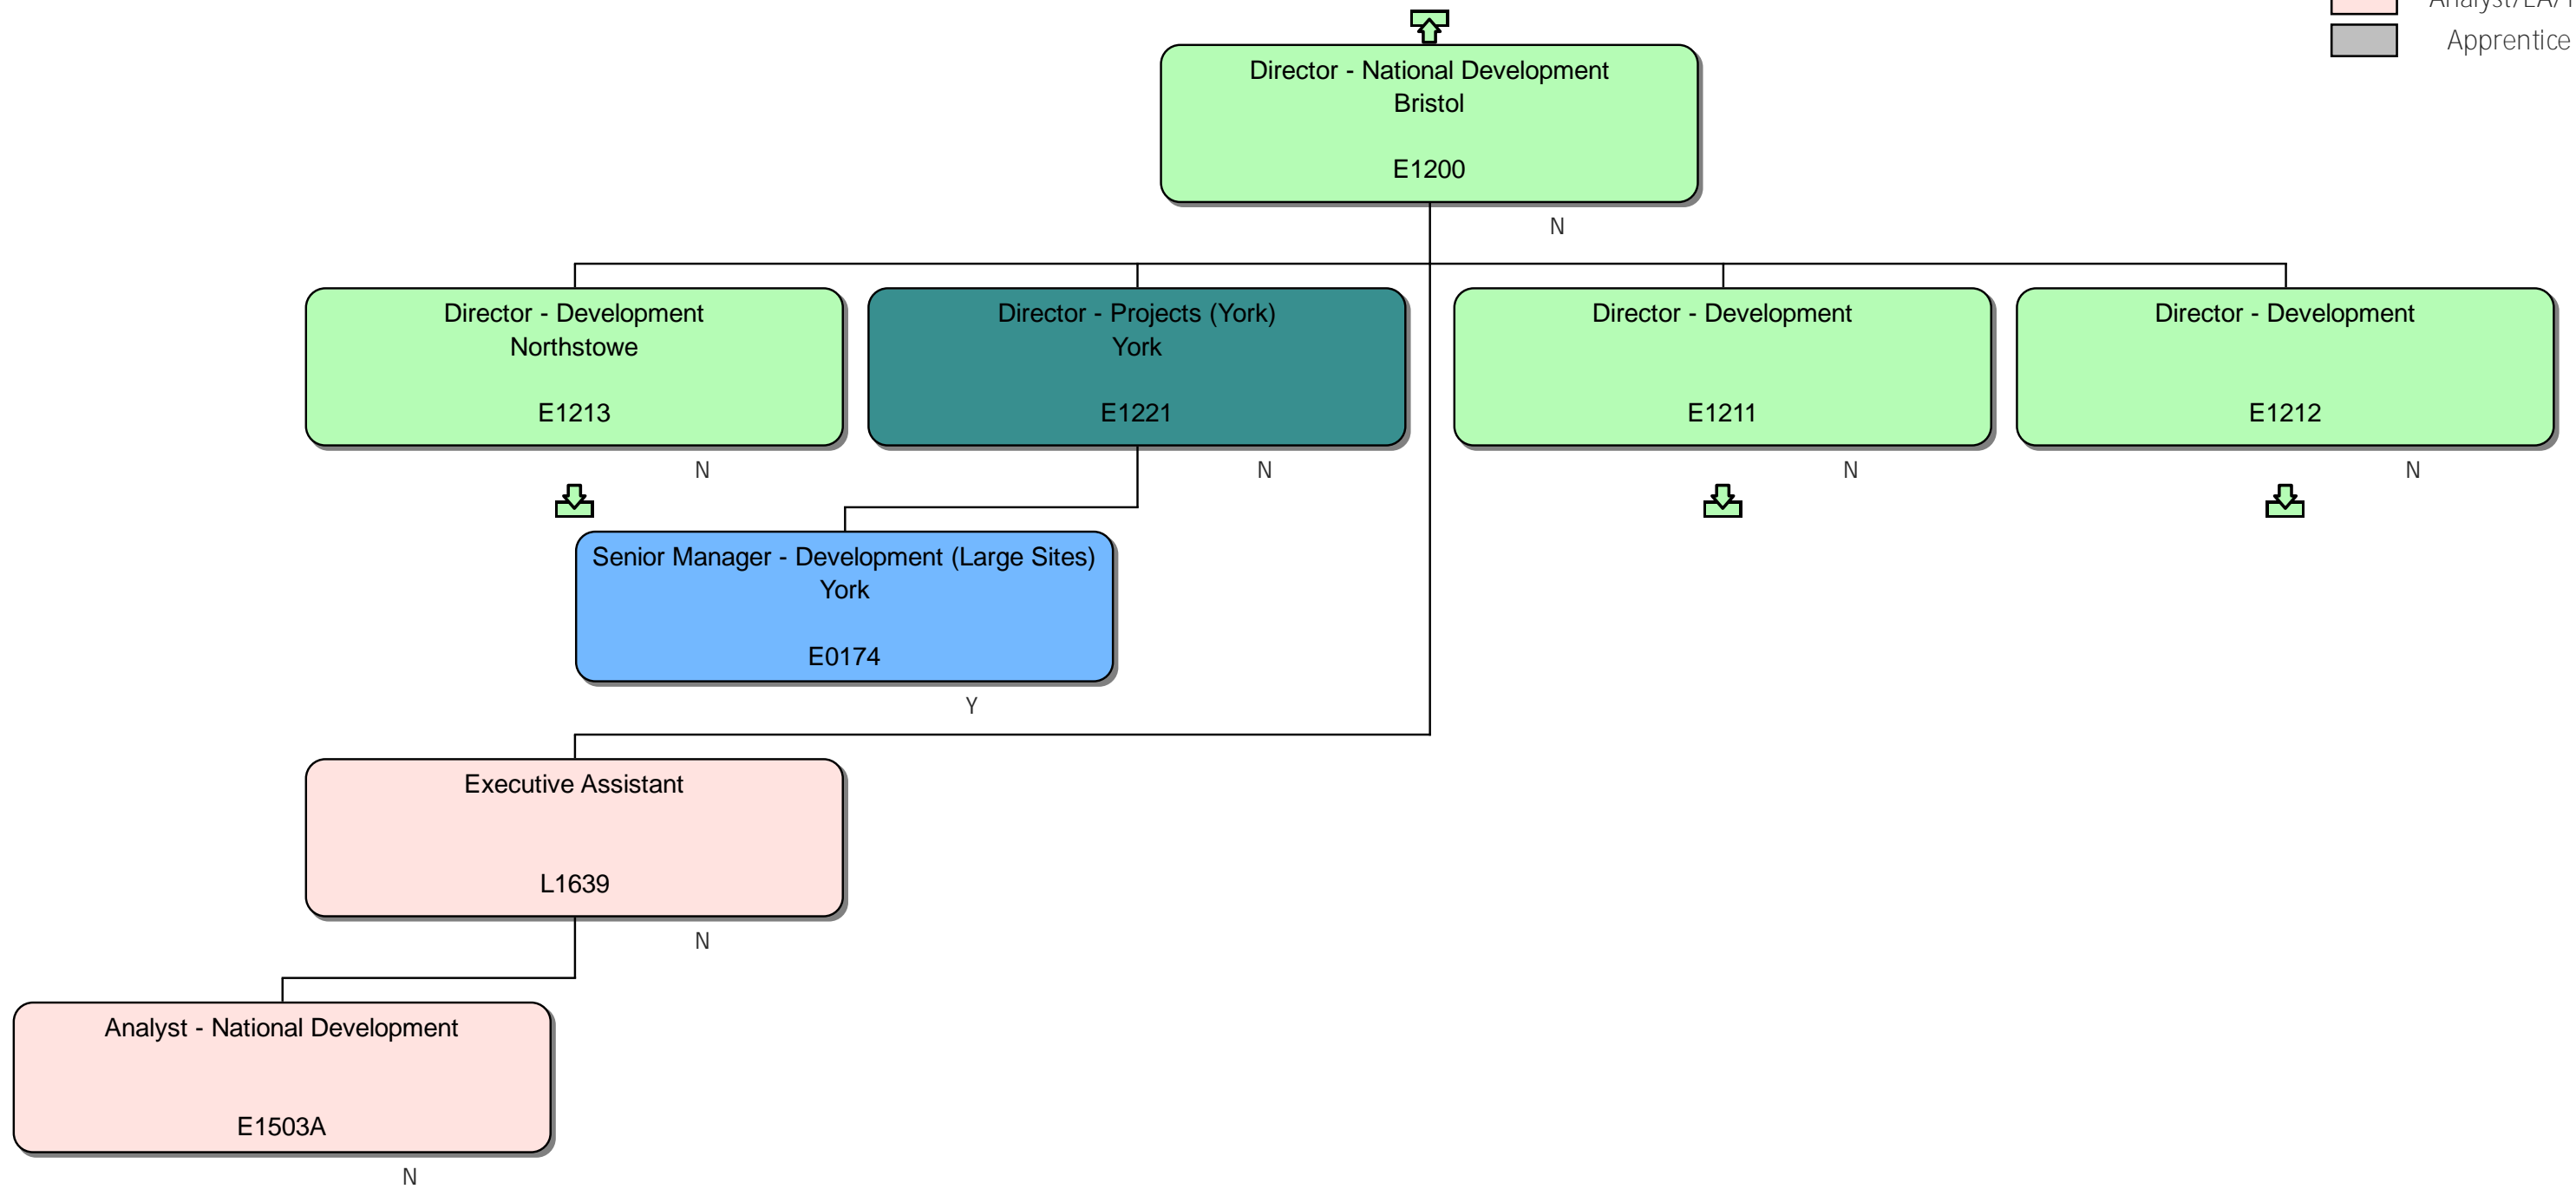 Apprentice
Director - National Development
Bristol
E1200
N
Director - Development
Northstowe
E1213
N
Director - Projects (York)
York
E1221
N
Director - Development
E1211
N
Director - Development
E1212
N
Senior Manager - Development (Large Sites)
York
E0174
Y
Executive Assistant
L1639
N
Analyst - National Development
E1503A
N